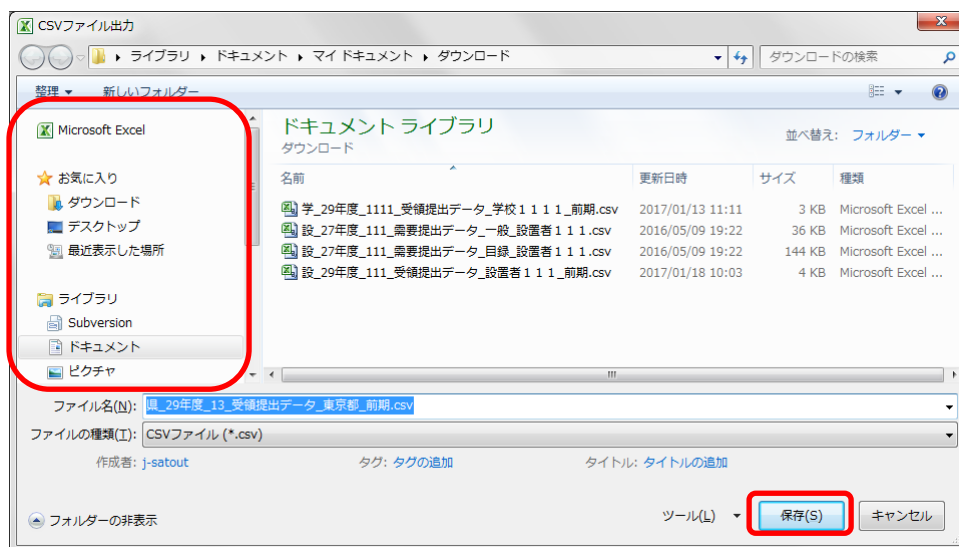 CSVファイル出力
ライブラリ ドキュメント マイ ドキュメント ダウンロード ダウンロードの検索
整理 新しいフォルダー
Microsoft Excel
お気に入り
ダウンロード
デスクトップ
最近表示した場所
ライブラリ
Subversion
ドキュメント
ピクチャ
ドキュメント ライブラリ
ダウンロード
並べ替え: フォルダー
名前 更新日時 サイズ 種類
学_29年度_1111_受領提出データ_学校１１１１_前期.csv 2017/01/13 11:11 3 KB Microsoft Excel ...
設_27年度_111_需要提出データ_一般_設置者１１１.csv 2016/05/09 19:22 36 KB Microsoft Excel ...
設_27年度_111_需要提出データ_目録_設置者１１１.csv 2016/05/09 19:22 144 KB Microsoft Excel ...
設_29年度_111_受領提出データ_設置者１１１_前期.csv 2017/01/18 10:03 4 KB Microsoft Excel ...
ファイル名(N): 県_29年度_13_受領提出データ_東京都_前期.csv
ファイルの種類(T): CSVファイル (*.csv)
作成者: j-satout タグ: タグの追加 タイトル: タイトルの追加
フォルダーの非表示 ツール(L) 保存(S) キャンセル